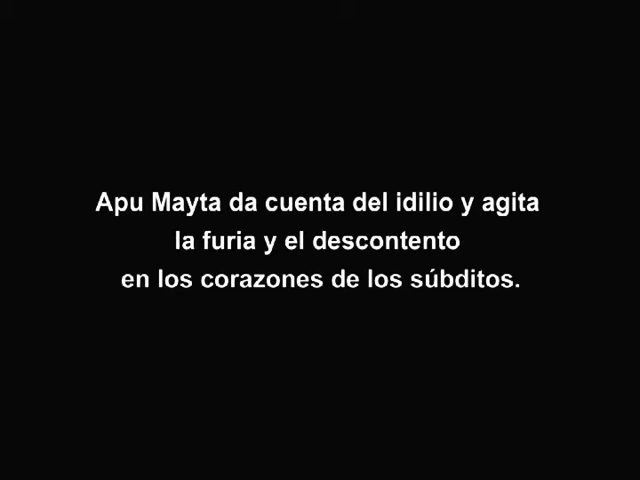 Apu Mayta da cuenta del idilio y agita
la furia y el descontento
en los corazones de los súbditos.